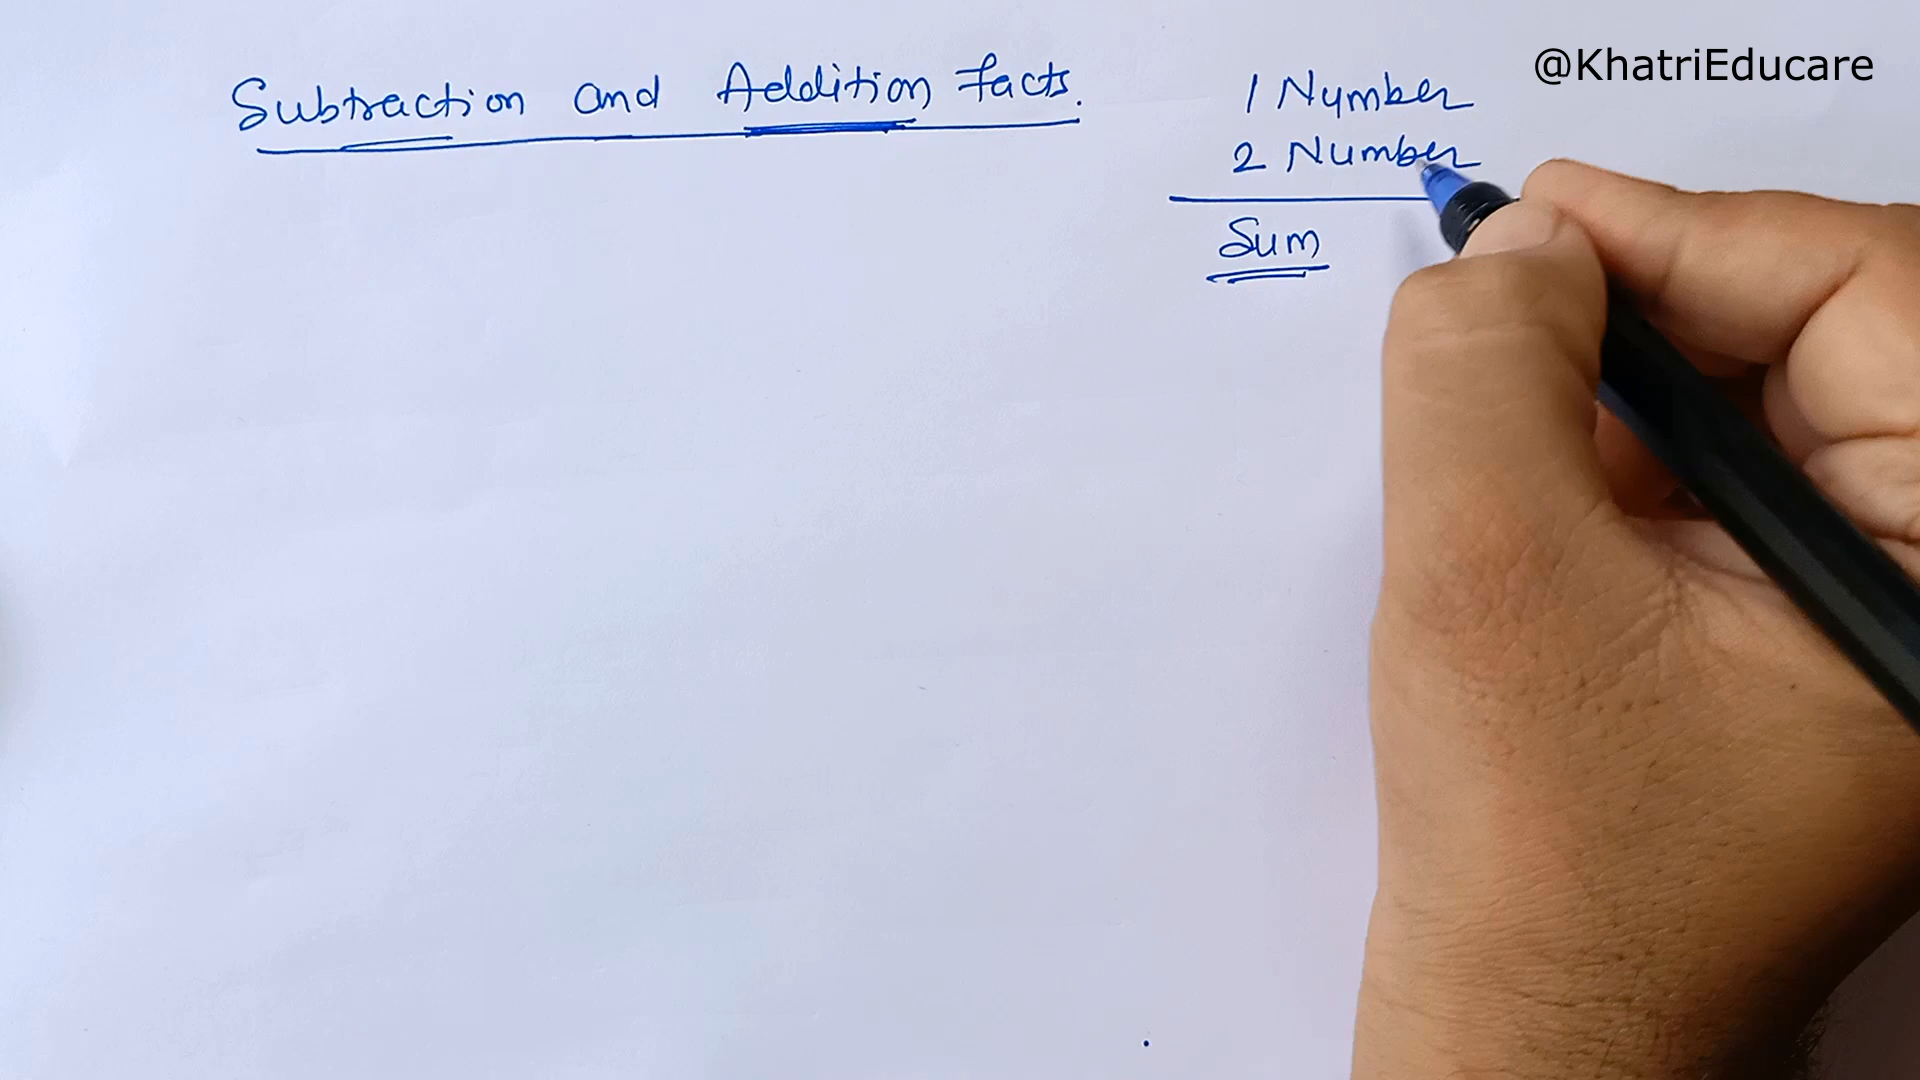 Subtraction and Addition facts.
@KhatriEducare
1 Number
2 Number
Sum